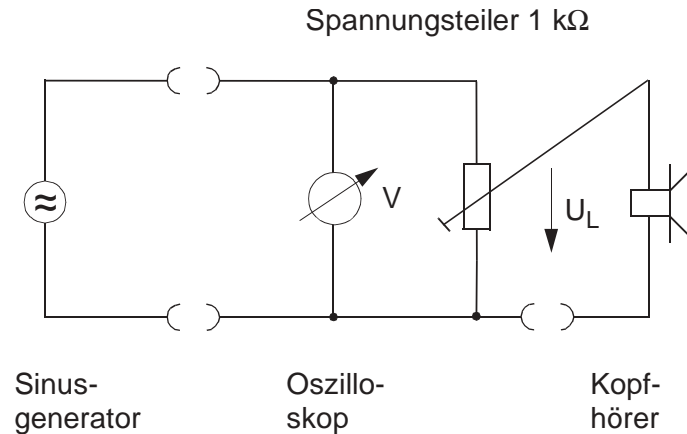 Spannungsteiler 1 kΩ
≈
V
U_L
Sinus-
generator
Oszillo-
skop
Kopf-
hörer